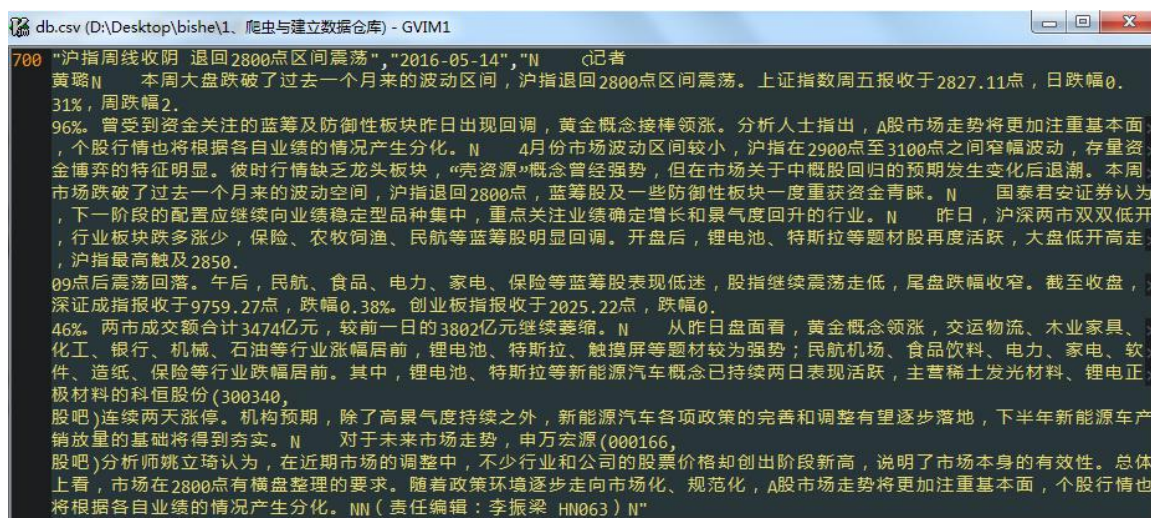 db.csv (D:\Desktop\bishe\1、爬虫与建立数据仓库) - GVIM1
700 "沪指周线收阴 退回2800点区间震荡","2016-05-14","N    (记者
黄璐N    本周大盘跌破了过去一个月来的波动区间，沪指退回2800点区间震荡。上证指数周五报收于2827.11点，日跌幅0.
31%，周跌幅2.
96%。曾受到资金关注的蓝筹及防御性板块昨日出现回调，黄金概念接棒领涨。分析人士指出，A股市场走势将更加注重基本面
，个股行情也将根据各自业绩的情况产生分化。N    4月份市场波动区间较小，沪指在2900点至3100点之间窄幅波动，存量资
金博弈的特征明显。彼时行情缺乏龙头板块，“壳资源”概念曾经强势，但在市场关于中概股回归的预期发生变化后退潮。本周
市场跌破了过去一个月来的波动空间，沪指退回2800点，蓝筹股及一些防御性板块一度重获资金青睐。N    国泰君安证券认为
，下一阶段的配置应继续向业绩稳定型品种集中，重点关注业绩确定增长和景气度回升的行业。N    昨日，沪深两市双双低开
，行业板块跌多涨少，保险、农牧饲渔、民航等蓝筹股明显回调。开盘后，锂电池、特斯拉等题材股再度活跃，大盘低开高走
，沪指最高触及2850.
09点后震荡回落。午后，民航、食品、电力、家电、保险等蓝筹股表现低迷，股指继续震荡走低，尾盘跌幅收窄。截至收盘，
深证成指报收于9759.27点，跌幅0.38%。创业板指报收于2025.22点，跌幅0.
46%。两市成交额合计3474亿元，较前一日的3802亿元继续萎缩。N    从昨日盘面看，黄金概念领涨，交运物流、木业家具、
化工、银行、机械、石油等行业涨幅居前，锂电池、特斯拉、触摸屏等题材较为强势；民航机场、食品饮料、电力、家电、软
件、造纸、保险等行业跌幅居前。其中，锂电池、特斯拉等新能源汽车概念已持续两日表现活跃，主营稀土发光材料、锂电正
极材料的科恒股份(300340,
股吧)连续两天涨停。机构预期，除了高景气度持续之外，新能源汽车各项政策的完善和调整有望逐步落地，下半年新能源车产
销放量的基础将得到夯实。N    对于未来市场走势，申万宏源(000166,
股吧)分析师姚立琦认为，在近期市场的调整中，不少行业和公司的股票价格却创出阶段新高，说明了市场本身的有效性。总体
上看，市场在2800点有横盘整理的要求。随着政策环境逐步走向市场化、规范化，A股市场走势将更加注重基本面，个股行情也
将根据各自业绩的情况产生分化。NN（责任编辑：李振梁 HN063）N"